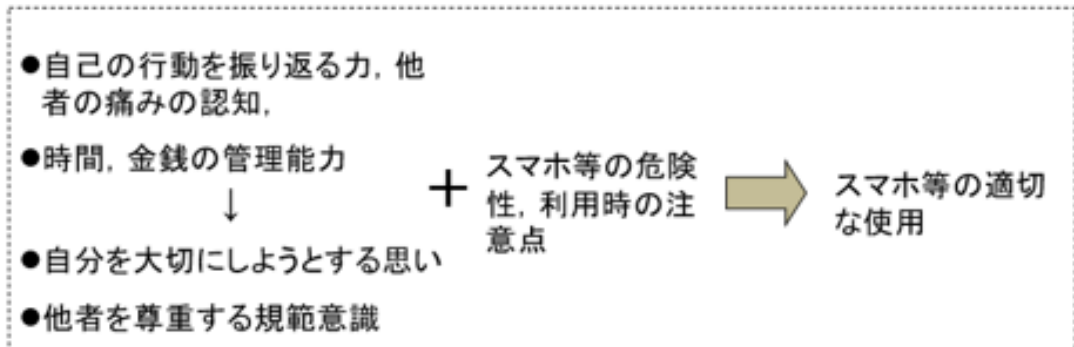 ●自己の行動を振り返る力，他
者の痛みの認知，
●時間，金銭の管理能力
↓
●自分を大切にしようとする思い
●他者を尊重する規範意識
＋
スマホ等の危険
性，利用時の注
意点
スマホ等の適切
な使用